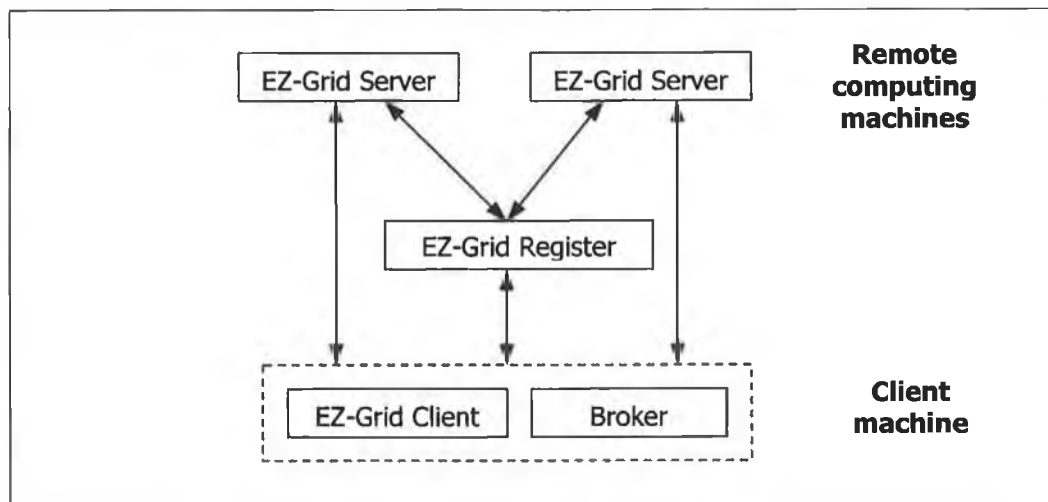 EZ-Grid Server
EZ-Grid Server
Remote
computing
machines
EZ-Grid Register
EZ-Grid Client
Broker
Client
machine